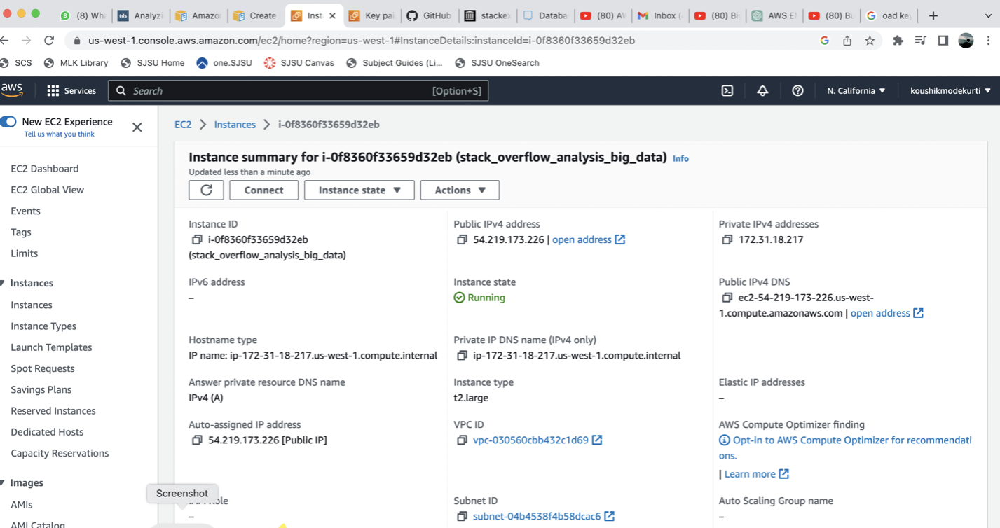 (8) Wh
Analyzi
Amazo
Create
Inst
Key pai
GitHub
stackex
Databa
(80) AV
Inbox (
(80) Bi
AWS EM
(80) Bu
oad key
us-west-1.console.aws.amazon.com/ec2/home?region=us-west-1#InstanceDetails:instanceId=i-0f8360f33659d32eb
SCS MLK Library SJSU Home one.SJSU SJSU Canvas Subject Guides (Li... SJSU OneSearch
aws Services Search [Option+S] N. California koushikmodekurti
New EC2 Experience
Tell us what you think
EC2 Dashboard
EC2 Global View
Events
Tags
Limits
Instances
Instances
Instance Types
Launch Templates
Spot Requests
Savings Plans
Reserved Instances
Dedicated Hosts
Capacity Reservations
Images
AMIs
AMI Catalog
EC2 > Instances > i-0f8360f33659d32eb
Instance summary for i-0f8360f33659d32eb (stack_overflow_analysis_big_data) Info
Updated less than a minute ago
Connect Instance state Actions
Instance ID
i-0f8360f33659d32eb
(stack_overflow_analysis_big_data)
Public IPv4 address
54.219.173.226 | open address
Private IPv4 addresses
172.31.18.217
IPv6 address
–
Instance state
Running
Public IPv4 DNS
ec2-54-219-173-226.us-west-
1.compute.amazonaws.com | open address
Hostname type
IP name: ip-172-31-18-217.us-west-1.compute.internal
Private IP DNS name (IPv4 only)
ip-172-31-18-217.us-west-1.compute.internal
Answer private resource DNS name
IPv4 (A)
Instance type
t2.large
Elastic IP addresses
–
Auto-assigned IP address
54.219.173.226 [Public IP]
VPC ID
vpc-030560cbb432c1d69
AWS Compute Optimizer finding
Opt-in to AWS Compute Optimizer for recommendati
ons.
| Learn more
Screenshot
Role
–
Subnet ID
subnet-04b4538f4b58dcac6
Auto Scaling Group name
–